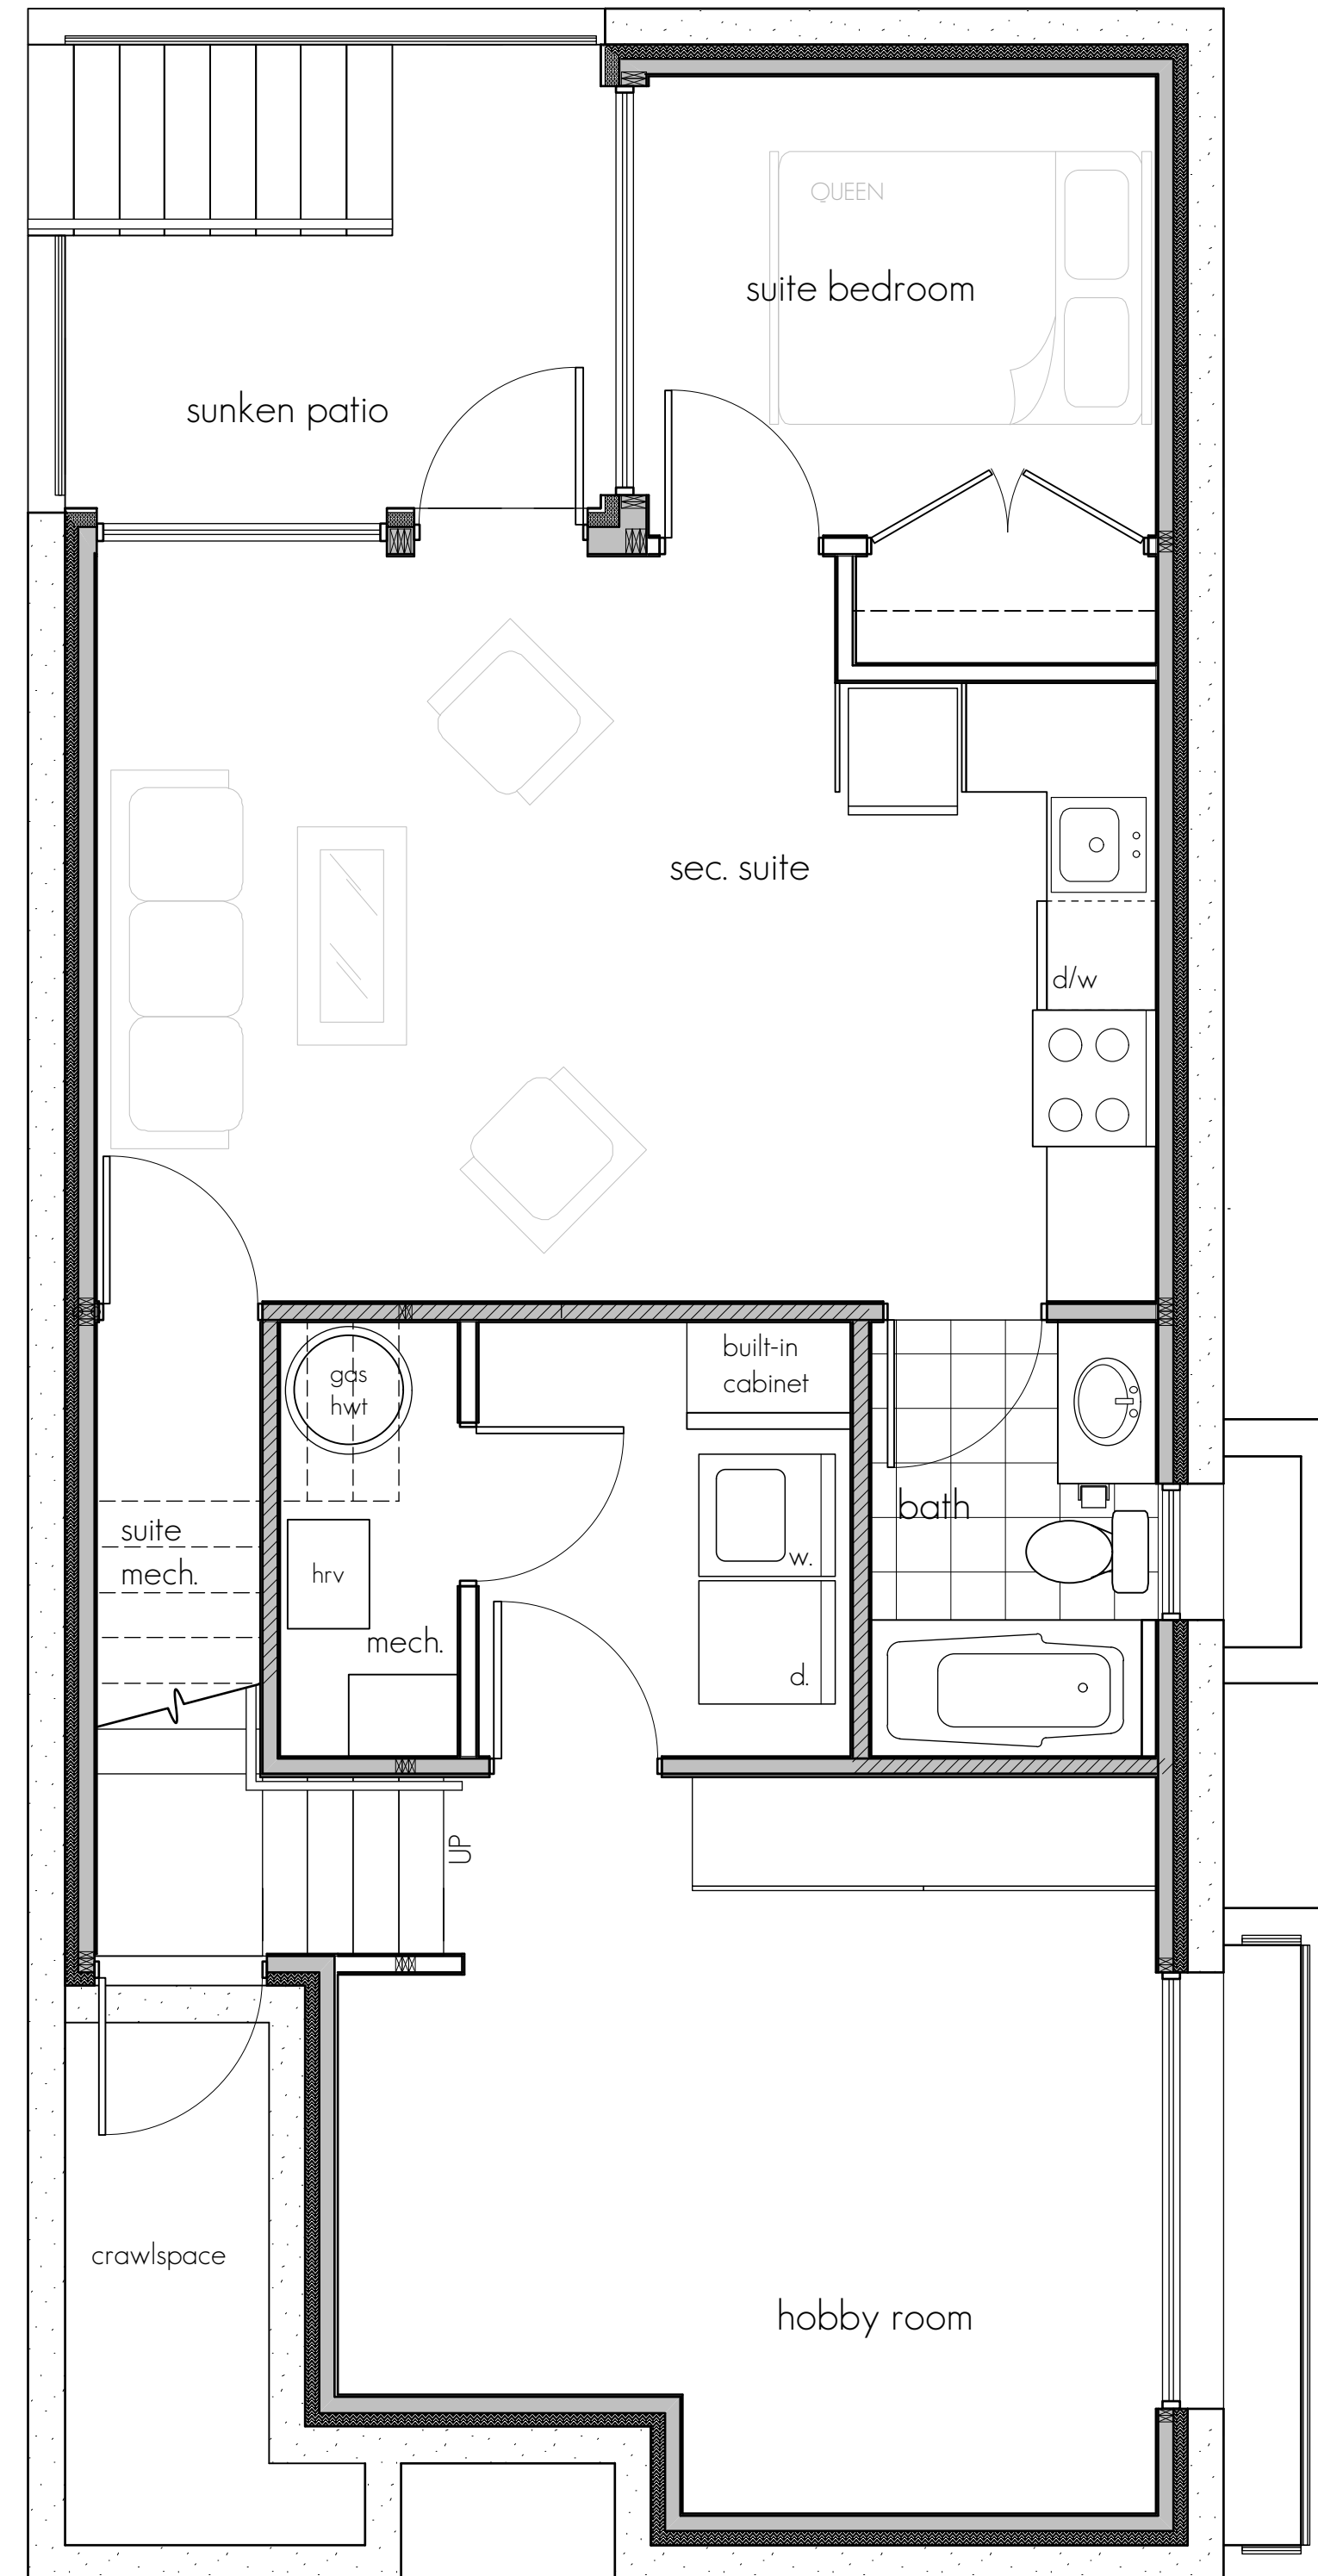 QUEEN
suite bedroom
sunken patio
sec. suite
d/w
built-in
cabinet
gas
hwt
bath
suite
mech.
hrv
w.
mech.
d.
UP
crawlspace
hobby room